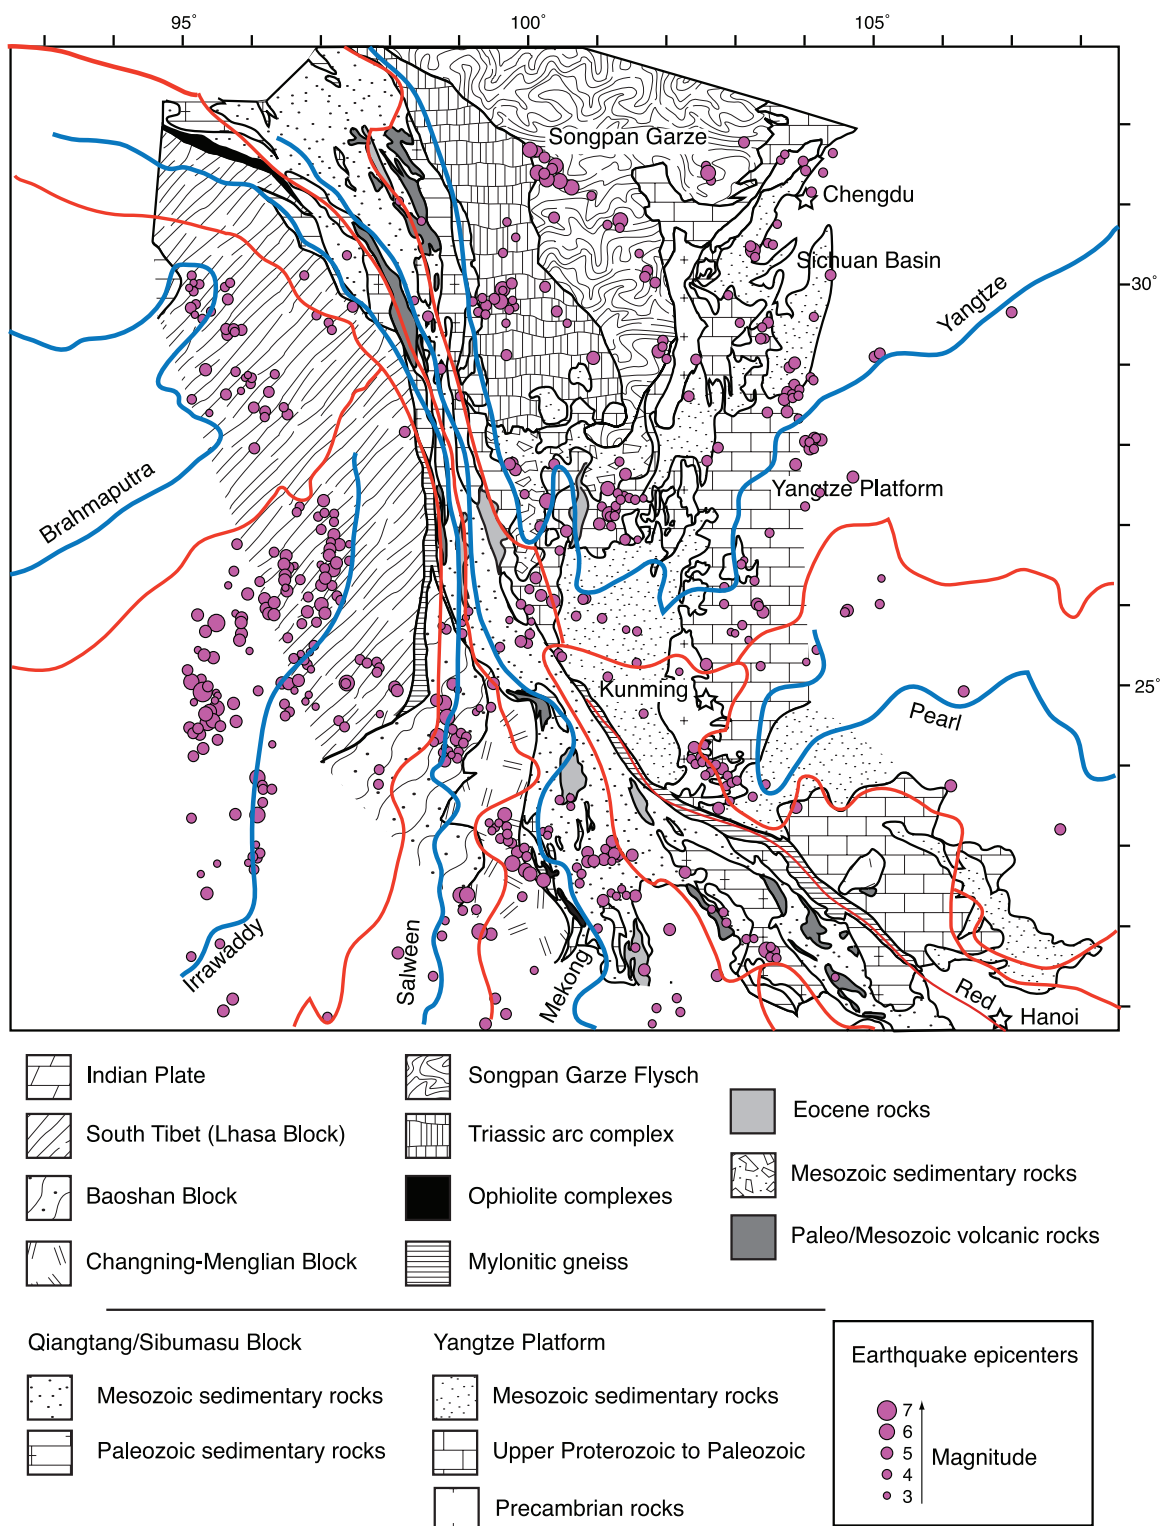 95°
100°
105°
Songpan Garze
Chengdu
Sichuan Basin
30°
Yangtze
Brahmaputra
Yangtze Platform
Kunming
25°
Pearl
Irrawaddy
Salween
Mekong
Red
Hanoi
Indian Plate
South Tibet (Lhasa Block)
Baoshan Block
Changning-Menglian Block
Songpan Garze Flysch
Triassic arc complex
Ophiolite complexes
Mylonitic gneiss
Eocene rocks
Mesozoic sedimentary rocks
Paleo/Mesozoic volcanic rocks
Qiangtang/Sibumasu Block
Mesozoic sedimentary rocks
Paleozoic sedimentary rocks
Yangtze Platform
Mesozoic sedimentary rocks
Upper Proterozoic to Paleozoic
Precambrian rocks
Earthquake epicenters
7
6
5
4
3
Magnitude